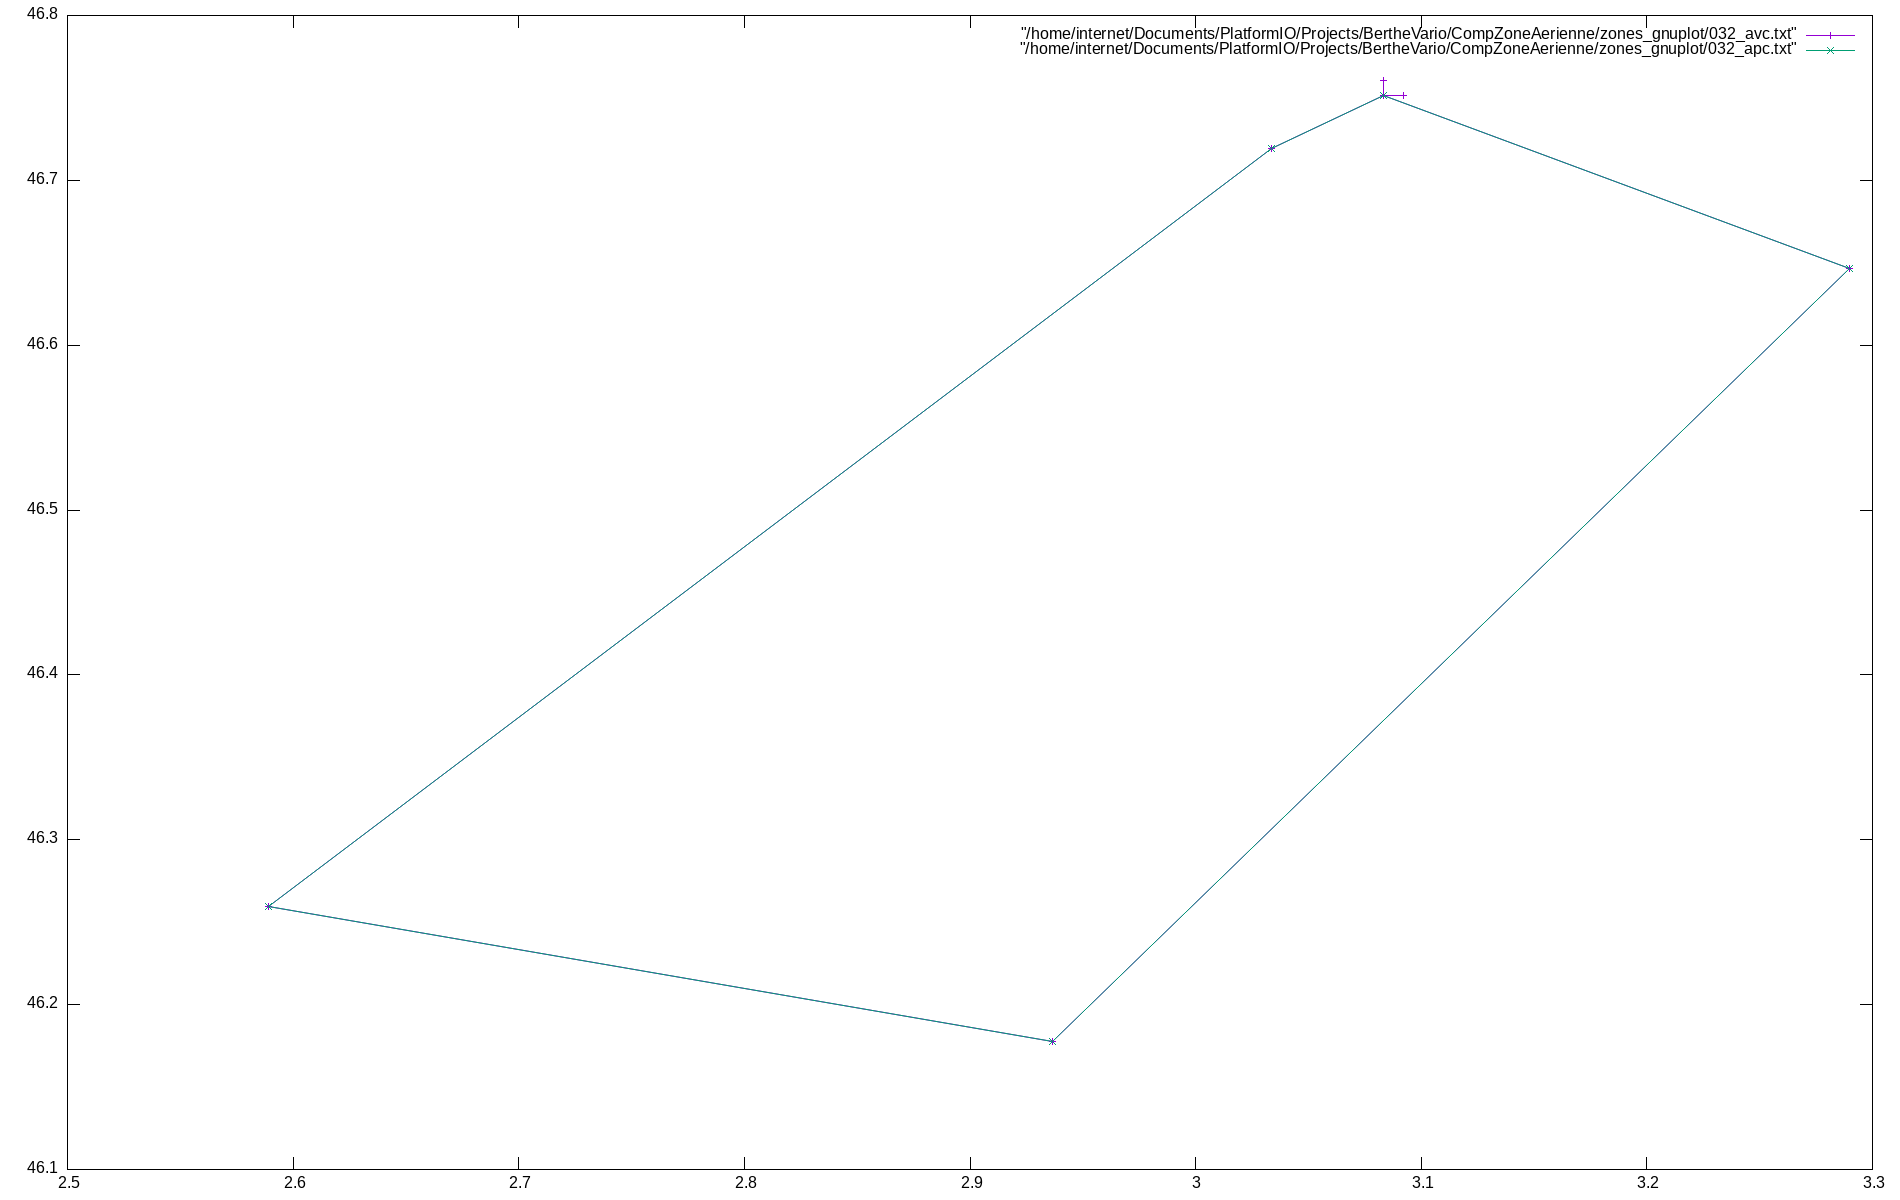 46.8
"/home/internet/Documents/PlatformIO/Projects/BertheVario/CompZoneAerienne/zones_gnuplot/032_avc.txt"
"/home/internet/Documents/PlatformIO/Projects/BertheVario/CompZoneAerienne/zones_gnuplot/032_apc.txt"
46.7
46.6
46.5
46.4
46.3
46.2
46.1
2.5 2.6 2.7 2.8 2.9 3 3.1 3.2 3.3